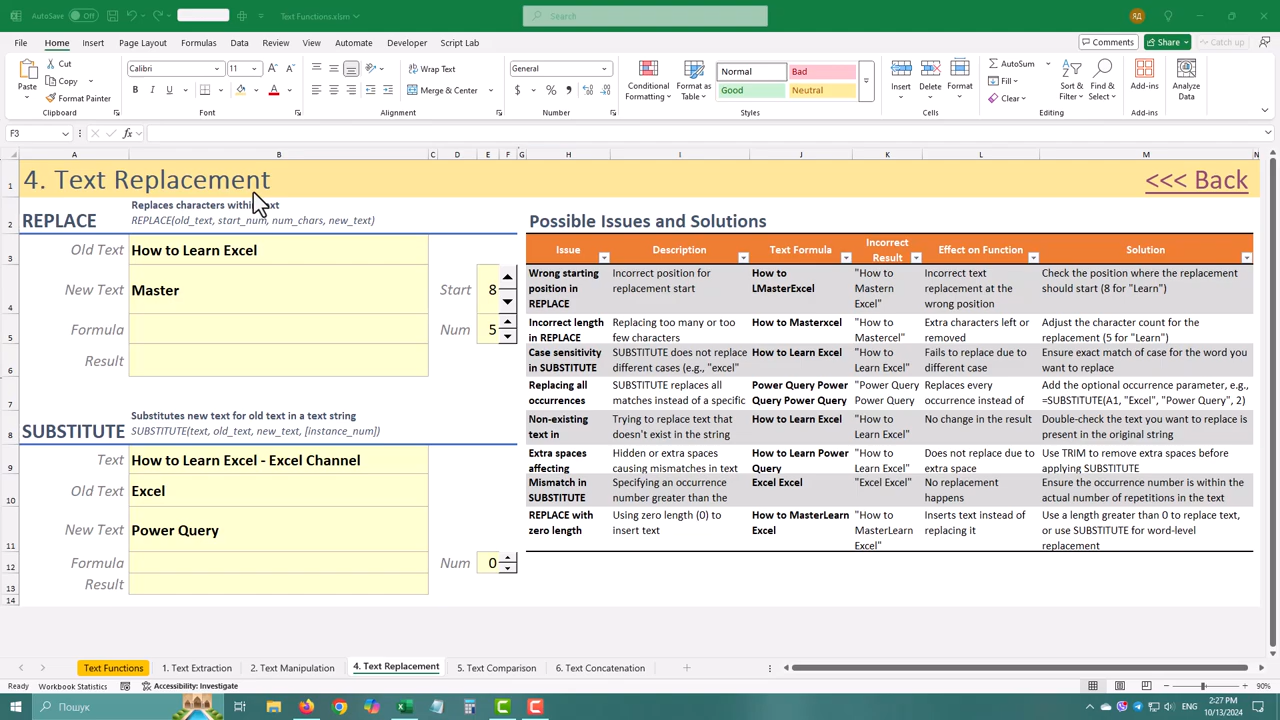 AutoSave Off Text Functions.xlsm Search РД
File Home Insert Page Layout Formulas Data Review View Automate Developer Script Lab Comments Share Catch up
Paste Cut Copy Format Painter Clipboard
Calibri 11 Font
Wrap Text Merge & Center Alignment
General Number
Conditional Formatting Format as Table Normal Bad Good Neutral Styles
Insert Delete Format Cells
AutoSum Fill Clear Sort & Filter Find & Select Editing
Add-ins Add-ins
Analyze Data
F3 fx
A B C D E F G H I J K L M N
1 4. Text Replacement <<< Back
Replaces characters within text
2 REPLACE REPLACE(old_text, start_num, num_chars, new_text)
3 Old Text How to Learn Excel
4 New Text Master Start 8
5 Formula Num 5
6 Result
7 Substitutes new text for old text in a text string
8 SUBSTITUTE SUBSTITUTE(text, old_text, new_text, [instance_num])
9 Text How to Learn Excel - Excel Channel
10 Old Text Excel
11 New Text Power Query
12 Formula Num 0
13 Result
14
Possible Issues and Solutions
Issue Description Text Formula Incorrect Result Effect on Function Solution
Wrong starting position in REPLACE Incorrect position for replacement start How to LMasterExcel "How to Mastern Excel" Incorrect text replacement at the wrong position Check the position where the replacement should start (8 for "Learn")
Incorrect length in REPLACE Replacing too many or too few characters How to Masterxcel "How to Mastercel" Extra characters left or removed Adjust the character count for the replacement (5 for "Learn")
Case sensitivity in SUBSTITUTE SUBSTITUTE does not replace different cases (e.g., "excel" How to Learn Excel "How to Learn Excel" Fails to replace due to different case Ensure exact match of case for the word you want to replace
Replacing all occurrences SUBSTITUTE replaces all matches instead of a specific Power Query Power Query Power Query "Power Query Power Query" Replaces every occurrence instead of Add the optional occurrence parameter, e.g., =SUBSTITUTE(A1, "Excel", "Power Query", 2)
Non-existing text in Trying to replace text that doesn't exist in the string How to Learn Excel "How to Learn Excel" No change in the result Double-check the text you want to replace is present in the original string
Extra spaces affecting Hidden or extra spaces causing mismatches in text How to Learn Power Query "How to Learn Excel" Does not replace due to extra space Use TRIM to remove extra spaces before applying SUBSTITUTE
Mismatch in SUBSTITUTE Specifying an occurrence number greater than the Excel Excel "Excel Excel" No replacement happens Ensure the occurrence number is within the actual number of repetitions in the text
REPLACE with zero length Using zero length (0) to insert text How to MasterLearn Excel "How to MasterLearn Excel" Inserts text instead of replacing it Use a length greater than 0 to replace text, or use SUBSTITUTE for word-level replacement
Text Functions 1. Text Extraction 2. Text Manipulation 4. Text Replacement 5. Text Comparison 6. Text Concatenation
Ready Workbook Statistics Accessibility: Investigate 90%
Пошук УКР 2:27 PM
10/13/2024